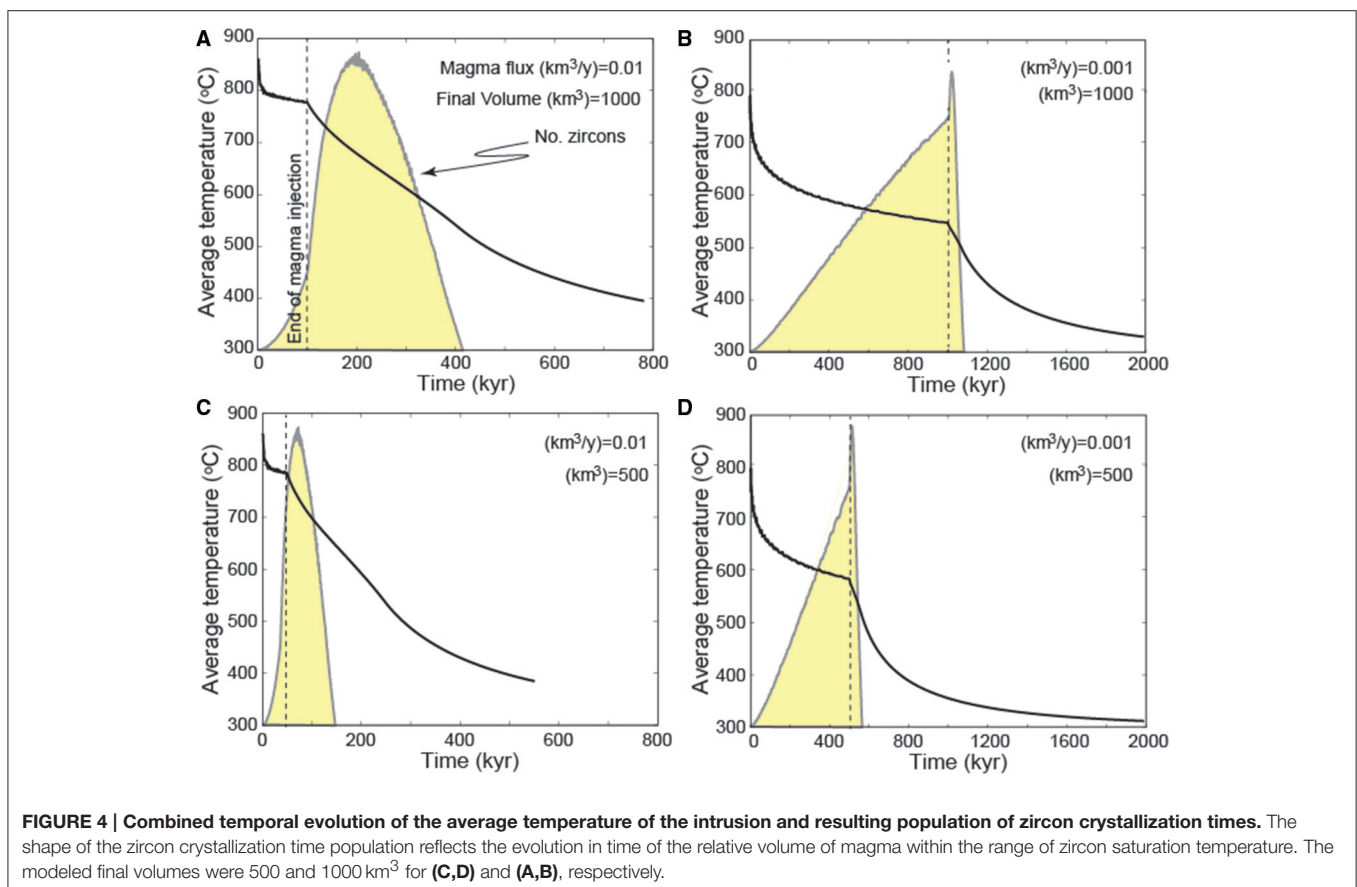 A
900
800
700
600
500
400
300
Average temperature (ºC)
Magma flux (km³/y)=0.01
Final Volume (km³)=1000
No. zircons
End of magma injection
0 200 400 600 800
Time (kyr)
B
900
800
700
600
500
400
300
Average temperature (ºC)
(km³/y)=0.001
(km³)=1000
0 400 800 1200 1600 2000
Time (kyr)
C
900
800
700
600
500
400
300
Average temperature (ºC)
(km³/y)=0.01
(km³)=500
0 200 400 600 800
Time (kyr)
D
900
800
700
600
500
400
300
Average temperature (ºC)
(km³/y)=0.001
(km³)=500
0 400 800 1200 1600 2000
Time (kyr)
FIGURE 4 | Combined temporal evolution of the average temperature of the intrusion and resulting population of zircon crystallization times. The
shape of the zircon crystallization time population reflects the evolution in time of the relative volume of magma within the range of zircon saturation temperature. The
modeled final volumes were 500 and 1000 km³ for (C,D) and (A,B), respectively.